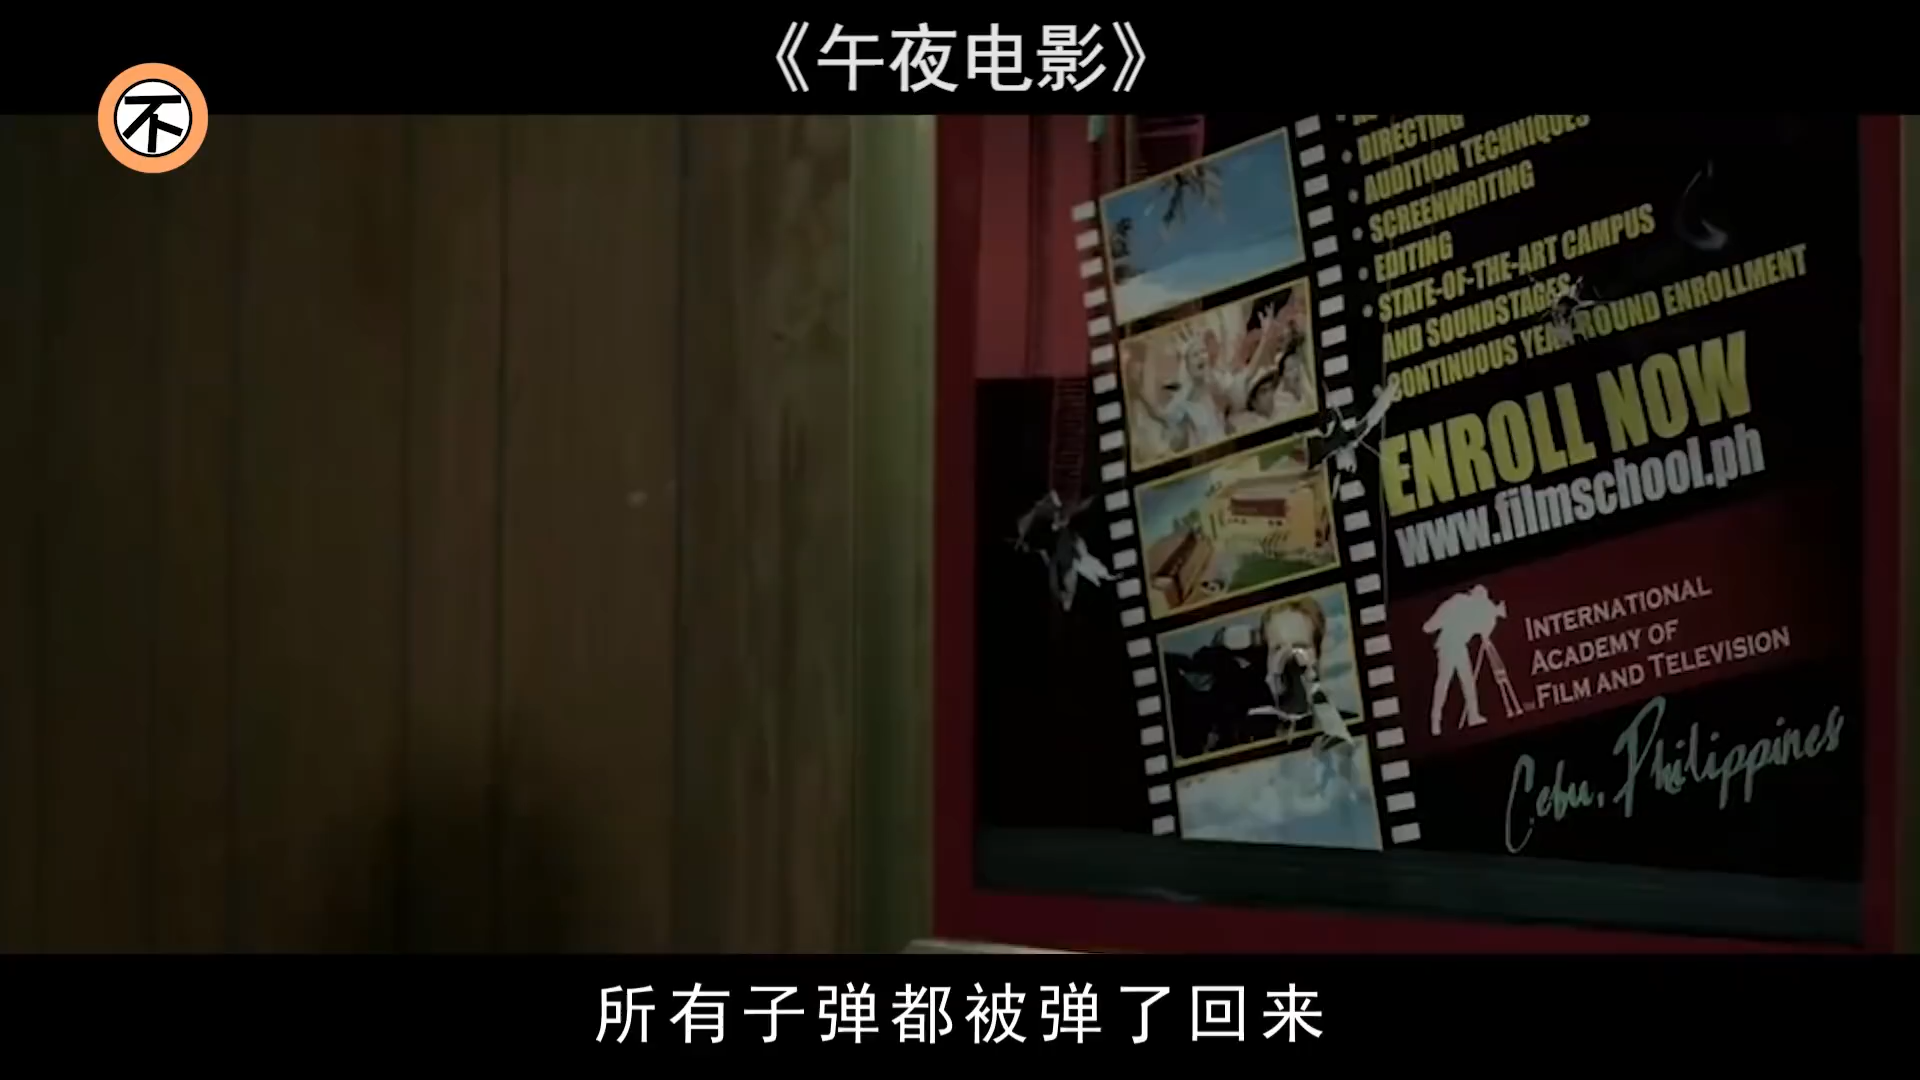 《午夜电影》
不
• DIRECTING
• AUDITION TECHNIQUES
• SCREENWRITING
• EDITING
• STATE-OF-THE-ART CAMPUS
AND SOUNDSTAGES
CONTINUOUS YEAR ROUND ENROLLMENT
ENROLL NOW
www.filmschool.ph
INTERNATIONAL
ACADEMY OF
FILM AND TELEVISION
Cebu, Philippines
所有子弹都被弹了回来